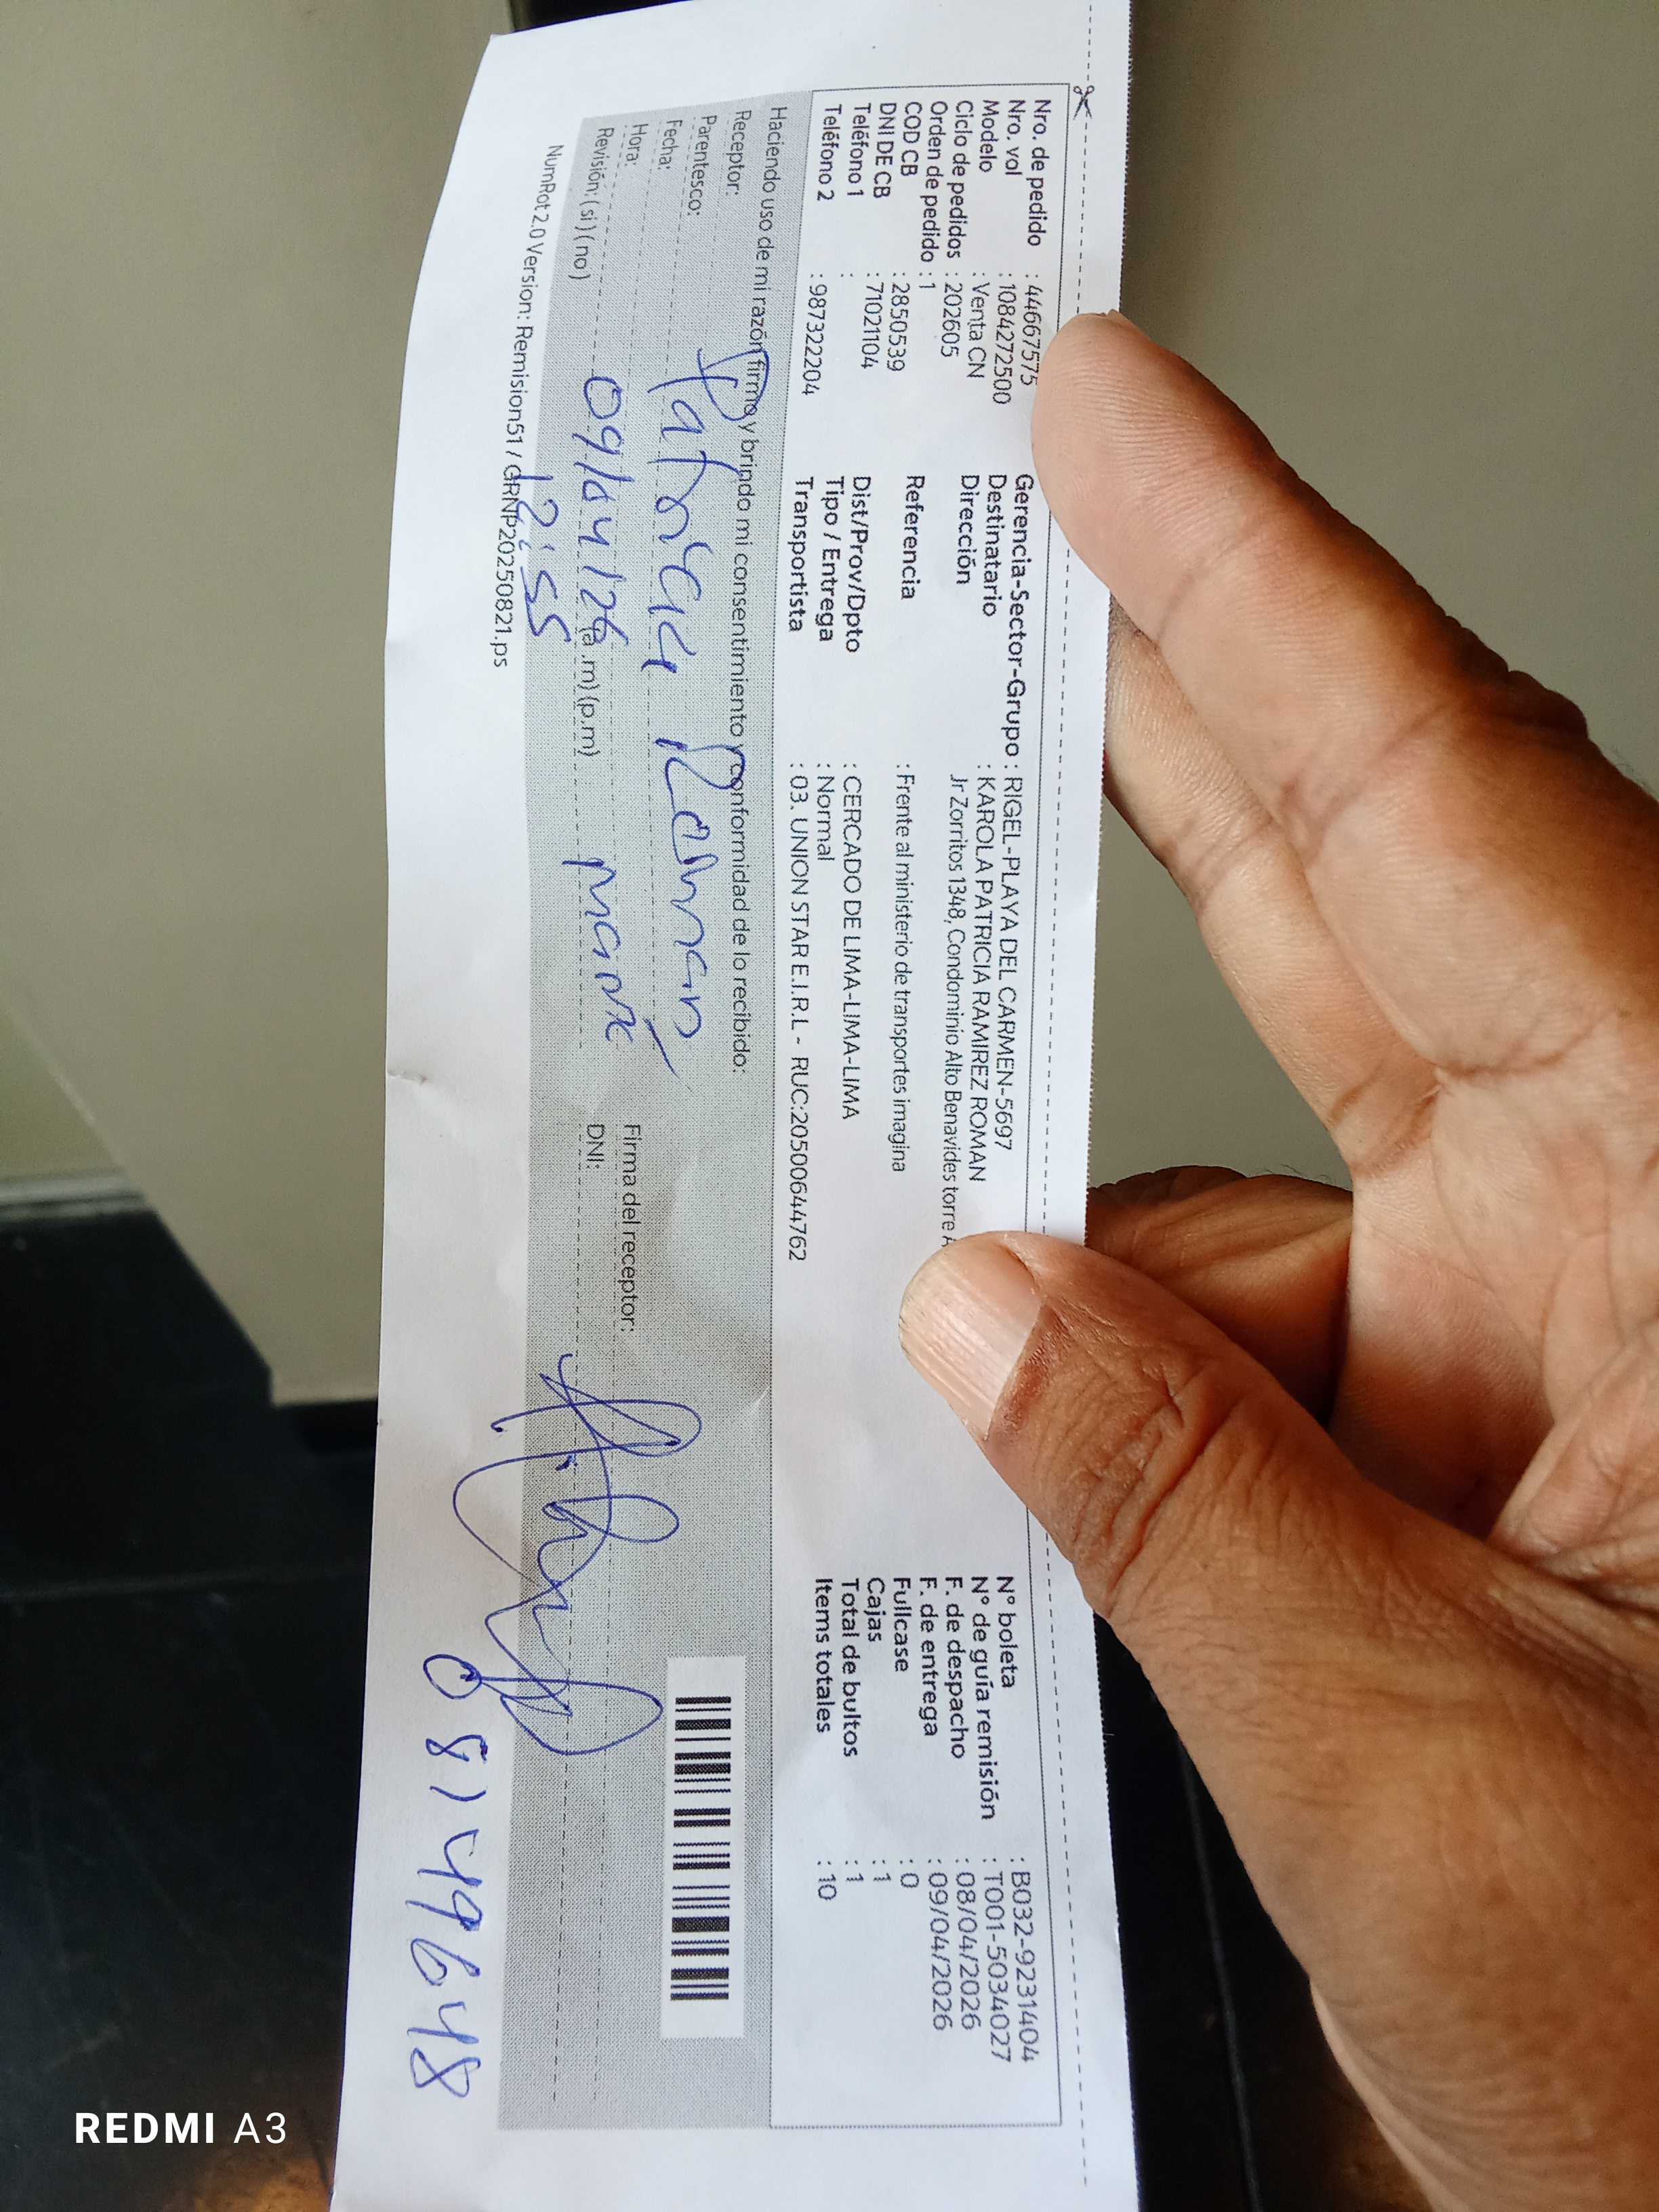 Nro. de pedido : 44667575
Nro. vol : 1084272500
Modelo : Venta CN
Ciclo de pedidos : 202605
Orden de pedido : 1
COD CB : 2850539
DNI DE CB : 71021104
Teléfono 1 :
Teléfono 2 : 987322204
Gerencia-Sector-Grupo : RIGEL-PLAYA DEL CARMEN-5697
Destinatario : KAROLA PATRICIA RAMIREZ ROMAN
Dirección Jr Zorritos 1348, Condominio Alto Benavides torre A
Referencia : Frente al ministerio de transportes imagina
Dist/Prov/Dpto : CERCADO DE LIMA-LIMA-LIMA
Tipo / Entrega : Normal
Transportista : 03. UNION STAR E.I.R.L - RUC:20500644762
N° boleta : B032-9231404
N° de guía remisión : T001-5034027
F. de despacho : 08/04/2026
F. de entrega : 09/04/2026
Fullcase : 0
Cajas : 1
Total de bultos : 1
Items totales : 10
Haciendo uso de mi razón firmo y brindo mi consentimiento y conformidad de lo recibido:
Receptor:
Parentesco: Patricia Roman
Fecha:
Hora: 09/04/26 (a.m) (p.m) mama
Revisión: ( si ) ( no ) 12:55
Firma del receptor:
DNI:
08149648
NumRot 2.0 Version: Remision51 / GRNP20250821.ps
REDMI A3